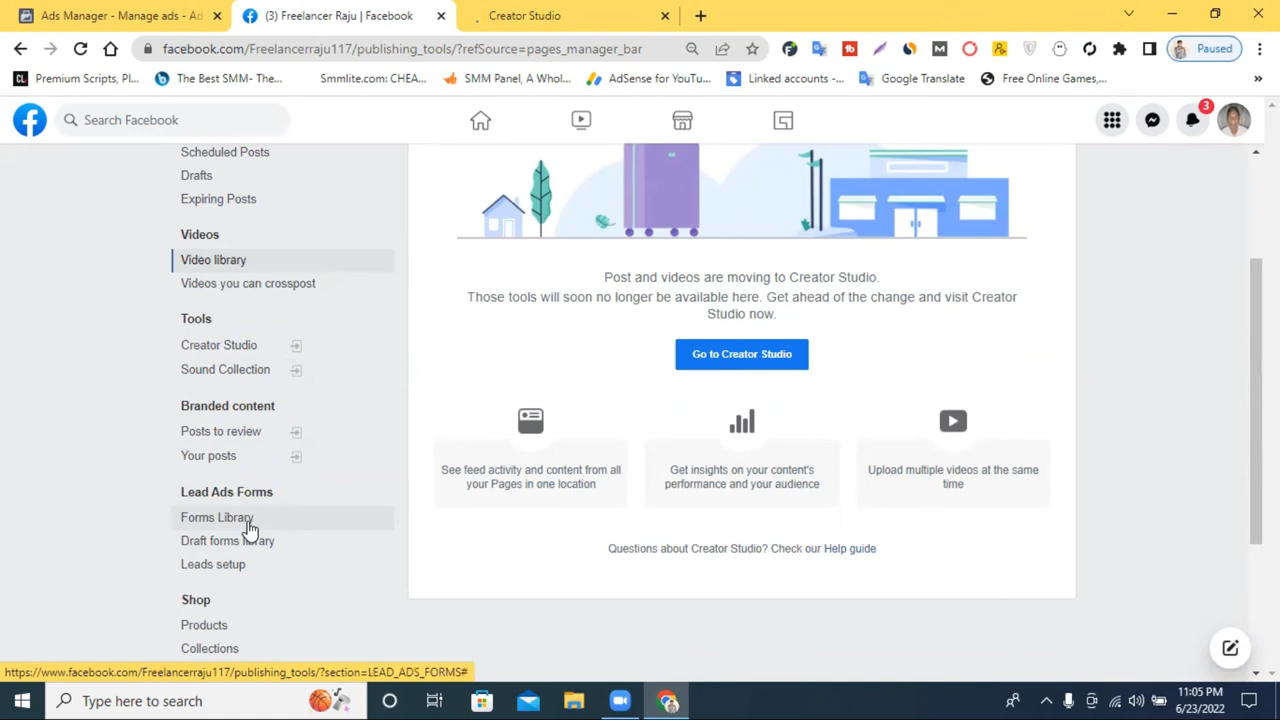 Ads Manager - Manage ads - Ad
(3) Freelancer Raju | Facebook
Creator Studio
facebook.com/Freelancerraju117/publishing_tools/?refSource=pages_manager_bar
Paused
Premium Scripts, Pl...
The Best SMM- The...
Smmlite.com: CHEA...
SMM Panel, A Whol...
AdSense for YouTu...
Linked accounts -...
Google Translate
Free Online Games,...
Search Facebook
3
Scheduled Posts
Drafts
Expiring Posts
Videos
Video library
Videos you can crosspost
Tools
Creator Studio
Sound Collection
Branded content
Posts to review
Your posts
Lead Ads Forms
Forms Library
Draft forms library
Leads setup
Shop
Products
Collections
Post and videos are moving to Creator Studio.
Those tools will soon no longer be available here. Get ahead of the change and visit Creator
Studio now.
Go to Creator Studio
See feed activity and content from all
your Pages in one location
Get insights on your content's
performance and your audience
Upload multiple videos at the same
time
Questions about Creator Studio? Check our Help guide
https://www.facebook.com/Freelancerraju117/publishing_tools/?section=LEAD_ADS_FORMS#
Type here to search
11:05 PM
6/23/2022